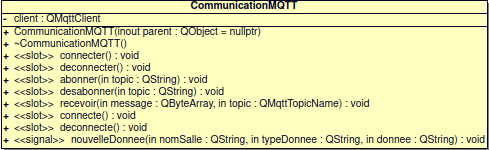 CommunicationMQTT
- client : QMqttClient
+ CommunicationMQTT(inout parent : QObject = nullptr)
+ ~CommunicationMQTT()
+ <<slot>> connecter() : void
+ <<slot>> deconnecter() : void
+ <<slot>> abonner(in topic : QString) : void
+ <<slot>> desabonner(in topic : QString) : void
+ <<slot>> recevoir(in message : QByteArray, in topic : QMqttTopicName) : void
+ <<slot>> connecte() : void
+ <<slot>> deconnecte() : void
+ <<signal>> nouvelleDonnee(in nomSalle : QString, in typeDonnee : QString, in donnee : QString) : void